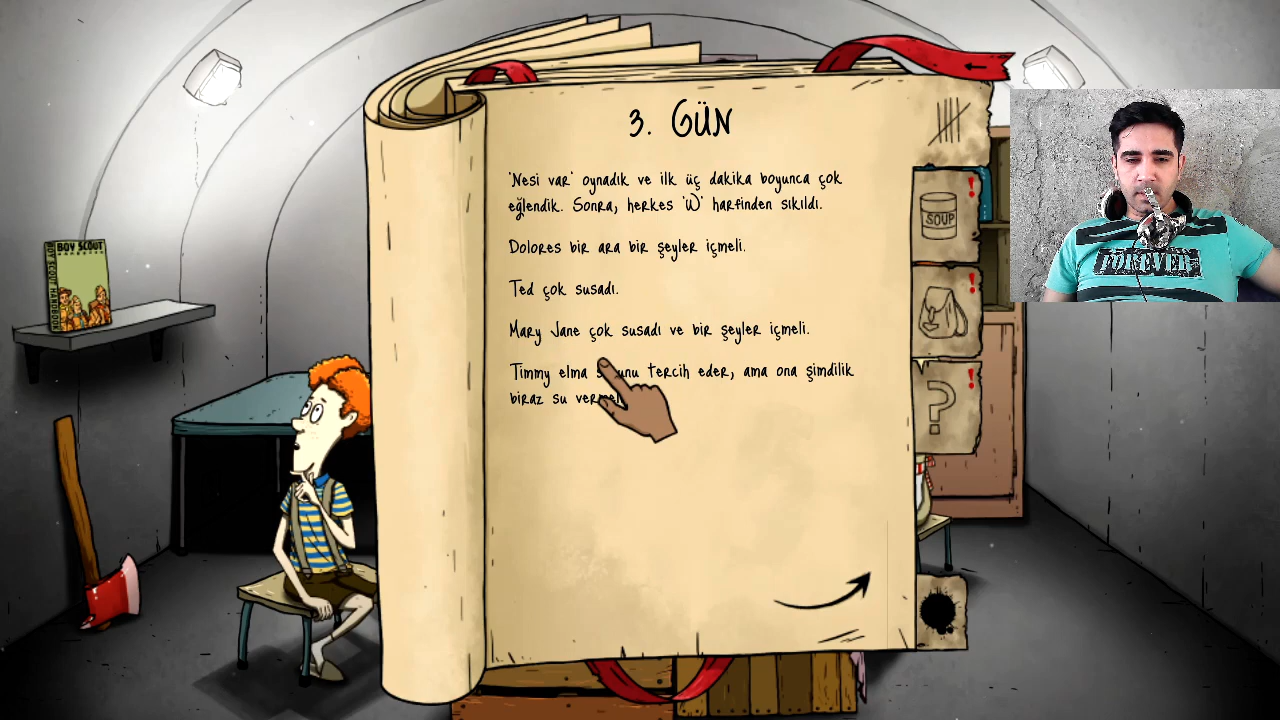 3. GÜN
'Nesi var' oynadık ve ilk üç dakika boyunca çok
eğlendik. Sonra, herkes 'W' harfinden sıkıldı.
Dolores bir ara bir şeyler içmeli.
Ted çok susadı.
Mary Jane çok susadı ve bir şeyler içmeli.
Timmy elma tercih eder, ama ona şimdilik
biraz su
SOUP
!
!
!
?
BOY SCOUT
FOREVER